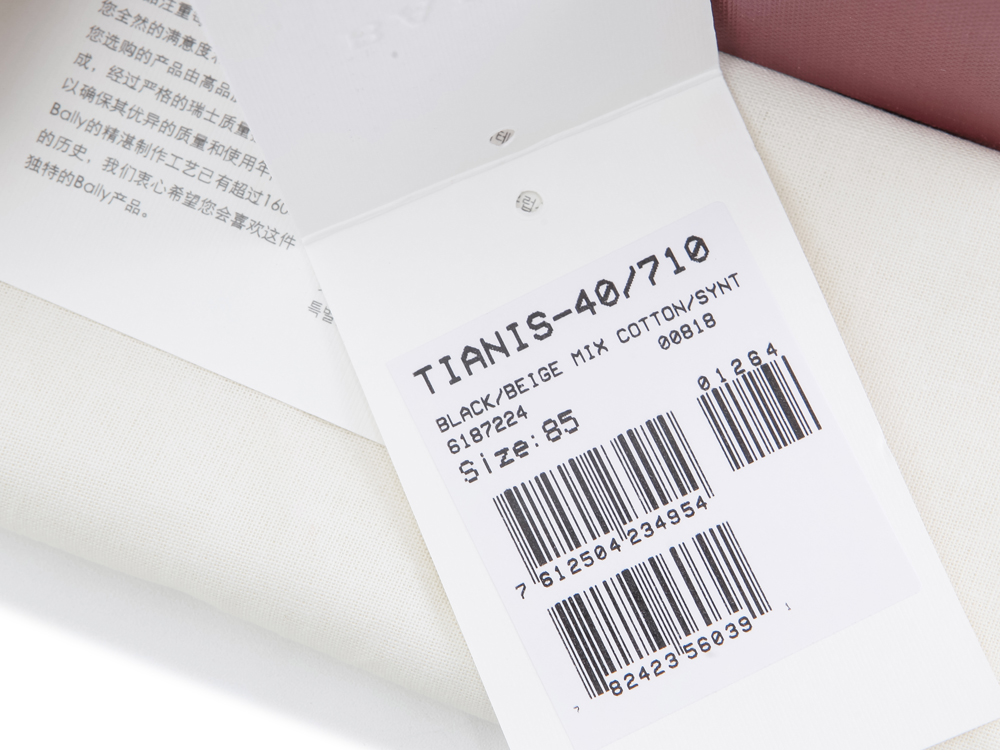 您全然的满意度,
您选购的产品由高品
成，经过严格的瑞士质量
以确保其优异的质量和使用年
Bally的精湛制作工艺已有超过160
的历史，我们衷心希望您会喜欢这件
独特的Bally产品。
TIANIS-40/710
BLACK/BEIGE MIX COTTON/SYNT
00818
6187224
Size:85
01264
7 612504 234954
7 82423 56039 1